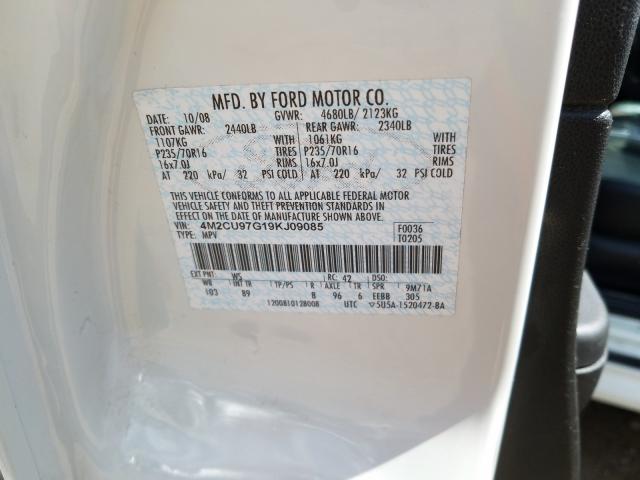 MFD. BY FORD MOTOR CO.
DATE: 10/08 GVWR: 4680LB/ 2123KG
FRONT GAWR: 2440LB REAR GAWR: 2340LB
1107KG WITH 1061KG WITH
P235/70R16 TIRES P235/70R16 TIRES
16x7.0J RIMS 16x7.0J RIMS
AT 220 kPa/ 32 PSI COLD AT 220 kPa/ 32 PSI COLD
THIS VEHICLE CONFORMS TO ALL APPLICABLE FEDERAL MOTOR
VEHICLE SAFETY AND THEFT PREVENTION STANDARDS IN
EFFECT ON THE DATE OF MANUFACTURE SHOWN ABOVE.
VIN: 4M2CU97G19KJ09085 F0036
TYPE: MPV T0205
EXT PNT: WS RC: 42 DSO:
WB INT TR TP/PS R AXLE TR SPR 9M71A
103 89 8 96 6 EEBB 305
1200810128008 UTC ▽5U5A-1520472-BA